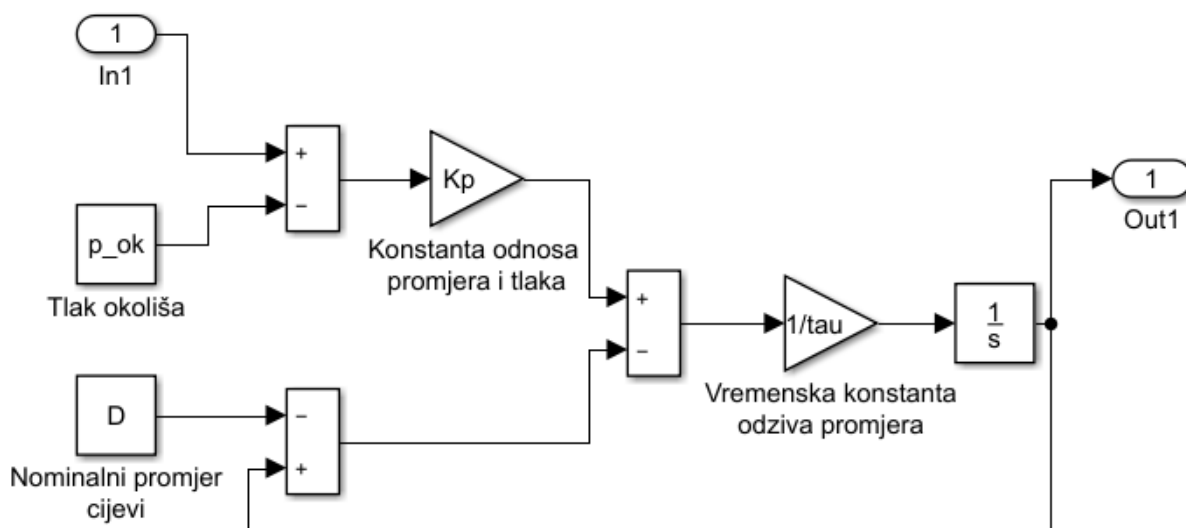 1
In1
+
−
Kp
p_ok
Tlak okoliša
Konstanta odnosa
promjera i tlaka
1
Out1
+
−
1/tau
1
s
Vremenska konstanta
odziva promjera
D
−
+
Nominalni promjer
cijevi